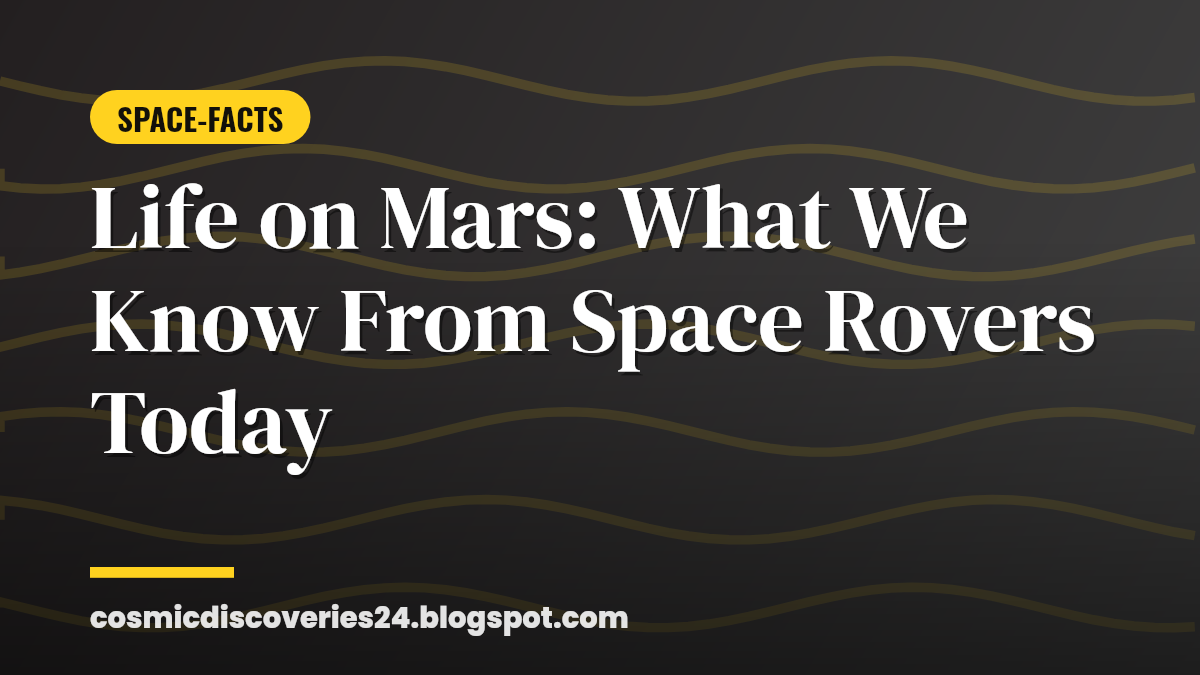 SPACE-FACTS
Life on Mars: What We
Know From Space Rovers
Today
cosmicdiscoveries24.blogspot.com